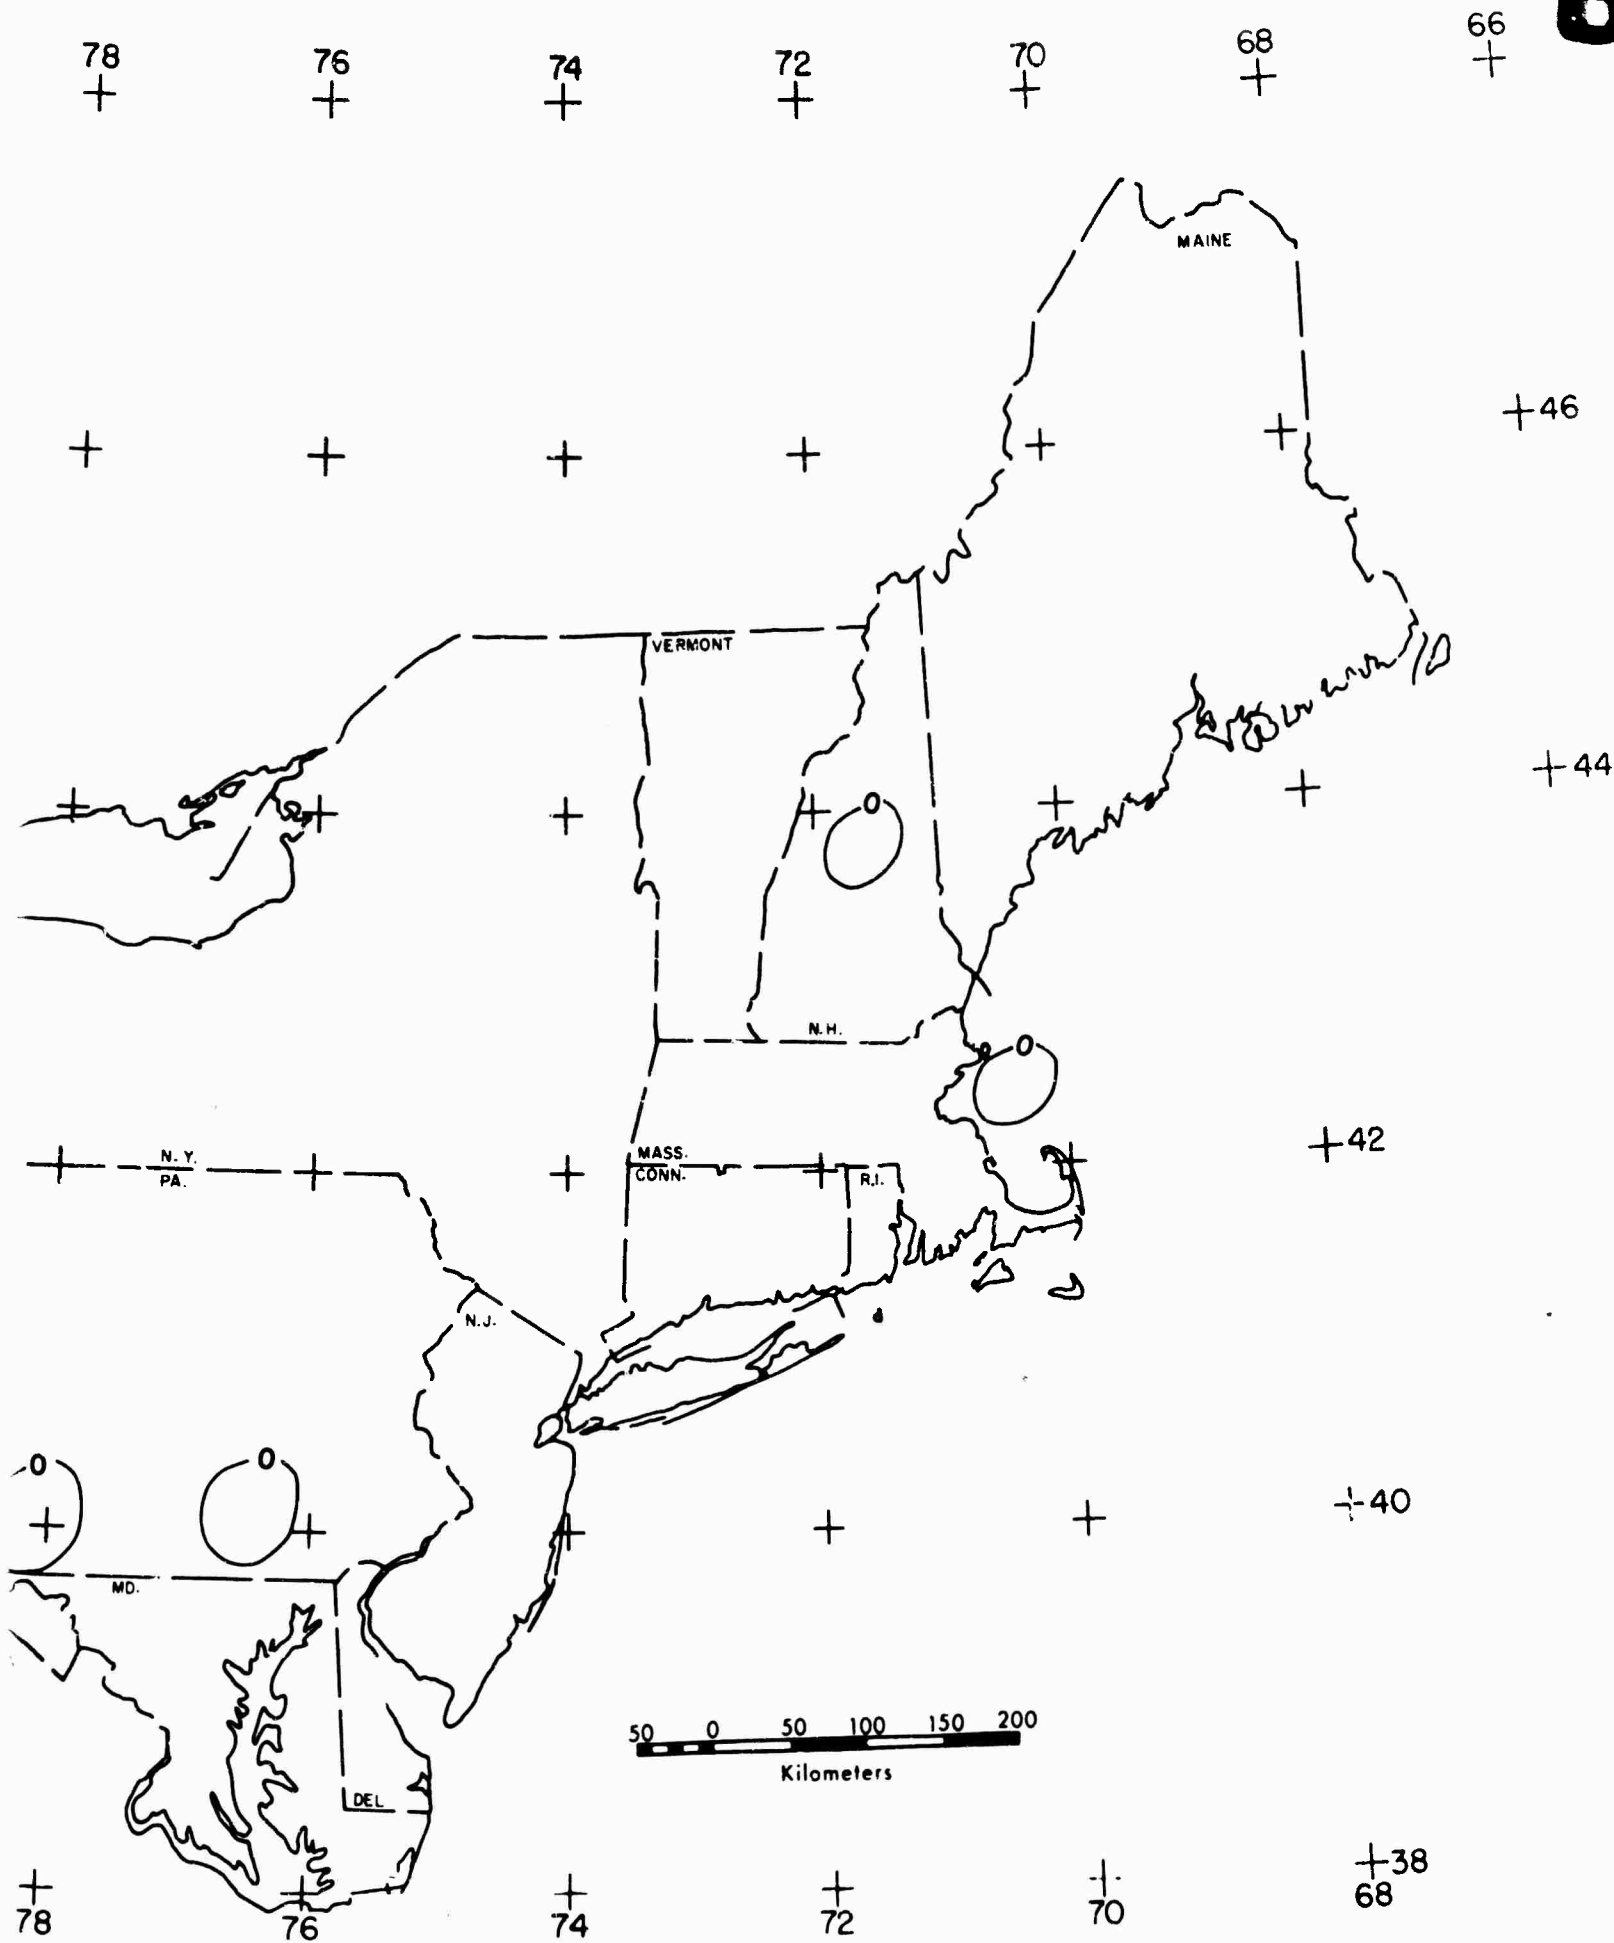 78 76 74 72 70 68 66
MAINE
46
VERMONT
44
0
N.H.
0
42
N.Y.
PA.
MASS.
CONN.
R.I.
N.J.
0 0
40
MD.
50 0 50 100 150 200
Kilometers
DEL
38
68
78 76 74 72 70